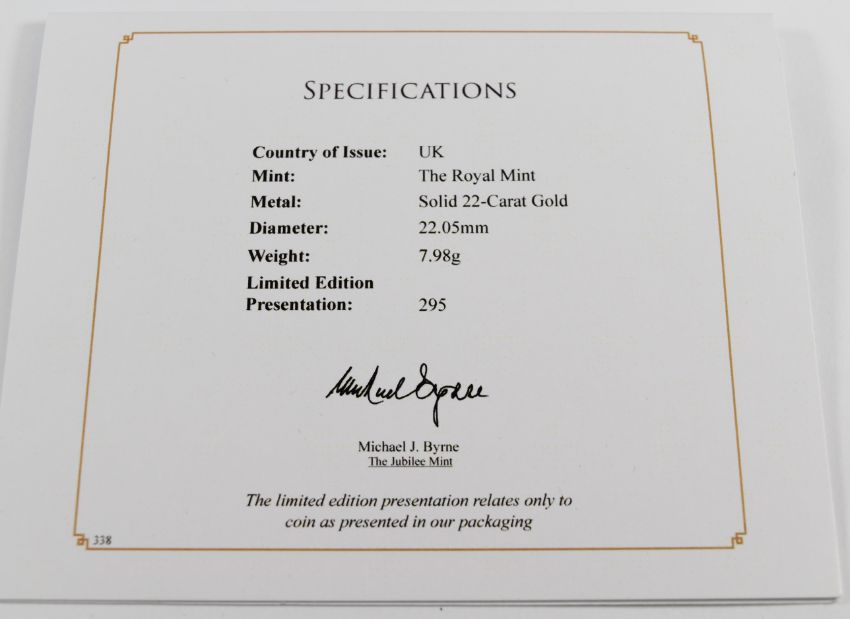 SPECIFICATIONS
Country of Issue: UK
Mint: The Royal Mint
Metal: Solid 22-Carat Gold
Diameter: 22.05mm
Weight: 7.98g
Limited Edition
Presentation: 295
Michael Byrne
Michael J. Byrne
The Jubilee Mint
The limited edition presentation relates only to
coin as presented in our packaging
338